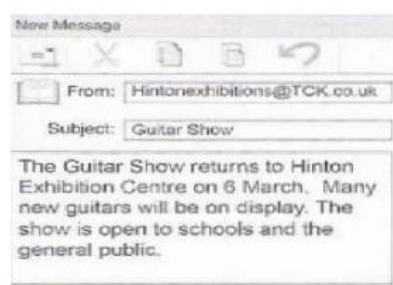 New Message
From: Hintonexhibitions@TCK.co.uk
Subject: Guitar Show
The Guitar Show returns to Hinton
Exhibition Centre on 6 March. Many
new guitars will be on display. The
show is open to schools and the
general public.